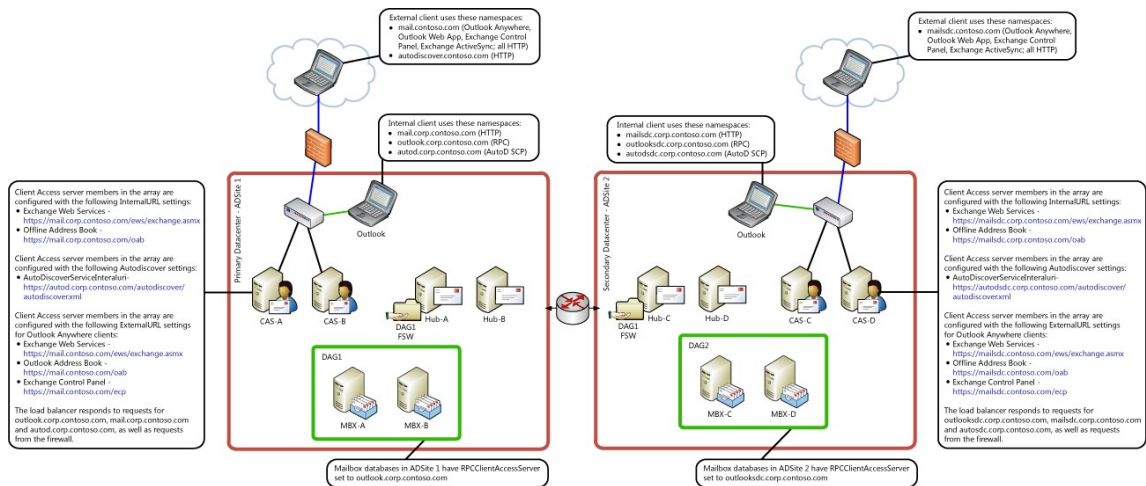 External client uses these namespaces:
• mail.contoso.com (Outlook Anywhere,
Outlook Web App, Exchange Control
Panel, Exchange ActiveSync; all HTTP)
• autodiscover.contoso.com (HTTP)
Internal client uses these namespaces:
• mail.corp.contoso.com (HTTP)
• outlook.corp.contoso.com (RPC)
• autod.corp.contoso.com (AutoD SCP)
Client Access server members in the array are
configured with the following InternalURL settings:
• Exchange Web Services -
https://mail.corp.contoso.com/ews/exchange.asmx
• Offline Address Book -
https://mail.corp.contoso.com/oab
Client Access server members in the array are
configured with the following Autodiscover settings:
• AutoDiscoverServiceInteraluri-
https://autod.corp.contoso.com/autodiscover/
autodiscover.xml
Client Access server members in the array are
configured with the following ExternalURL settings
for Outlook Anywhere clients:
• Exchange Web Services -
https://mail.contoso.com/ews/exchange.asmx
• Outlook Address Book -
https://mail.contoso.com/oab
• Exchange Control Panel -
https://mail.contoso.com/ecp
The load balancer responds to requests for
outlook.corp.contoso.com, mail.corp.contoso.com
and autod.corp.contoso.com, as well as requests
from the firewall.
Primary Datacenter - ADSite 1
Outlook
CAS-A
CAS-B
DAG1
FSW
Hub-A
Hub-B
DAG1
MBX-A
MBX-B
Mailbox databases in ADSite 1 have RPCClientAccessServer
set to outlook.corp.contoso.com
External client uses these namespaces:
• mailsdc.contoso.com (Outlook Anywhere,
Outlook Web App, Exchange Control
Panel, Exchange ActiveSync; all HTTP)
Internal client uses these namespaces:
• mailsdc.corp.contoso.com (HTTP)
• outlooksdc.corp.contoso.com (RPC)
• autodsdc.corp.contoso.com (AutoD SCP)
Secondary Datacenter - ADSite 2
Outlook
DAG1
FSW
Hub-C
Hub-D
CAS-C
CAS-D
DAG2
MBX-C
MBX-D
Mailbox databases in ADSite 2 have RPCClientAccessServer
set to outlooksdc.corp.contoso.com
Client Access server members in the array are
configured with the following InternalURL settings:
• Exchange Web Services -
https://mailsdc.corp.contoso.com/ews/exchange.asmx
• Offline Address Book -
https://mailsdc.corp.contoso.com/oab
Client Access server members in the array are
configured with the following Autodiscover settings:
• AutoDiscoverServiceInteraluri-
https://autodsdc.corp.contoso.com/autodiscover/
autodiscover.xml
Client Access server members in the array are
configured with the following ExternalURL settings
for Outlook Anywhere clients:
• Exchange Web Services -
https://mailsdc.contoso.com/ews/exchange.asmx
• Offline Address Book -
https://mailsdc.contoso.com/oab
• Exchange Control Panel -
https://mailsdc.contoso.com/ecp
The load balancer responds to requests for
outlooksdc.corp.contoso.com, mailsdc.corp.contoso.com
and autosdc.corp.contoso.com, as well as requests
from the firewall.